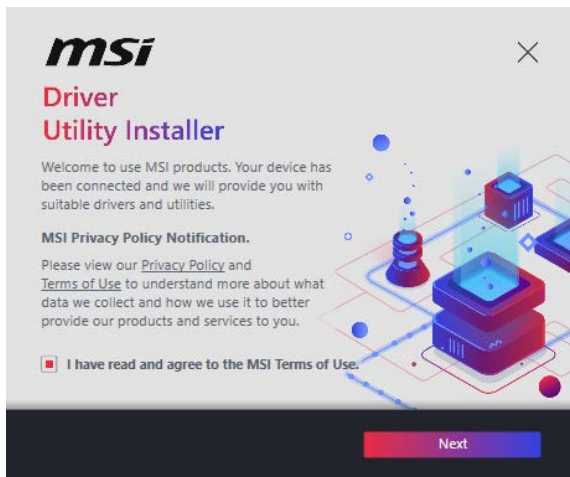 msi
Driver
Utility Installer
Welcome to use MSI products. Your device has
been connected and we will provide you with
suitable drivers and utilities.
MSI Privacy Policy Notification.
Please view our Privacy Policy and
Terms of Use to understand more about what
data we collect and how we use it to better
provide our products and services to you.
I have read and agree to the MSI Terms of Use.
Next